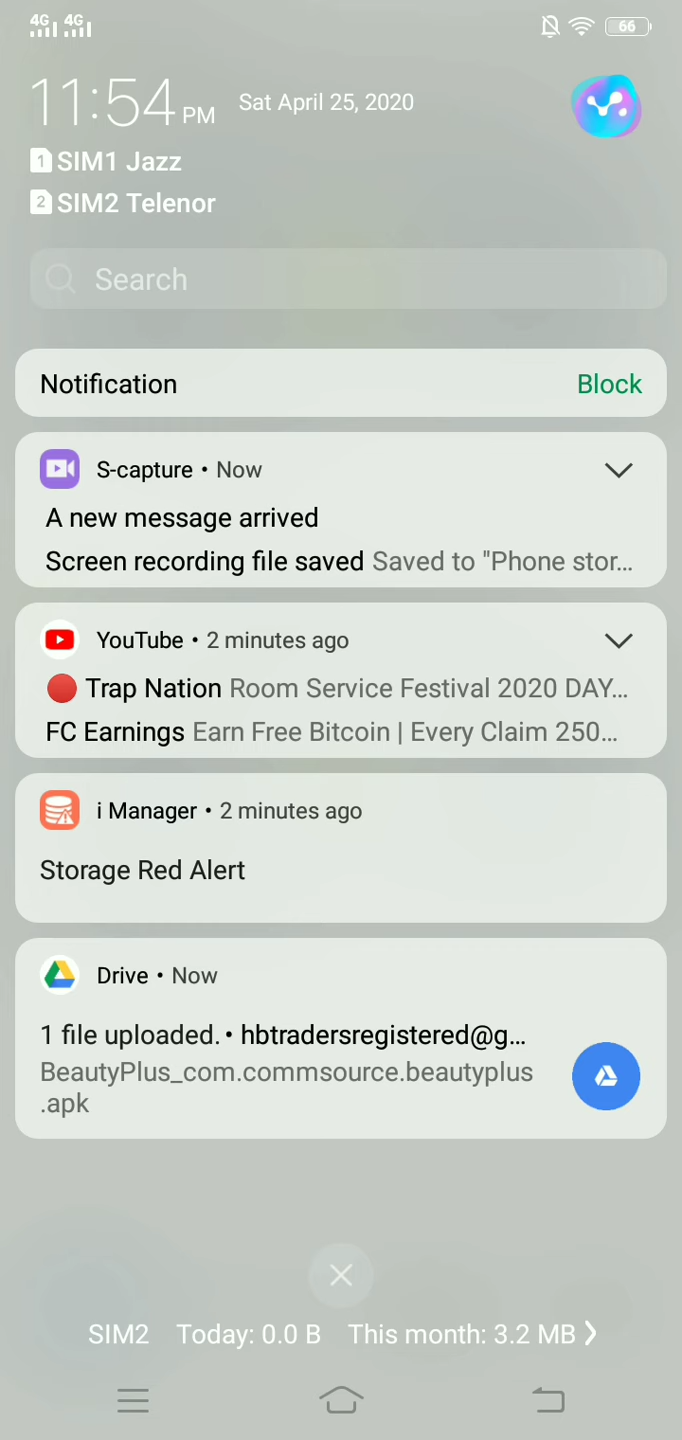 4G 4G 66
11:54 PM Sat April 25, 2020
1 SIM1 Jazz
2 SIM2 Telenor
Search
Notification Block
S-capture • Now
A new message arrived
Screen recording file saved Saved to "Phone stor...
YouTube • 2 minutes ago
Trap Nation Room Service Festival 2020 DAY...
FC Earnings Earn Free Bitcoin | Every Claim 250...
i Manager • 2 minutes ago
Storage Red Alert
Drive • Now
1 file uploaded. • hbtradersregistered@g...
BeautyPlus_com.commsource.beautyplus
.apk
SIM2 Today: 0.0 B This month: 3.2 MB